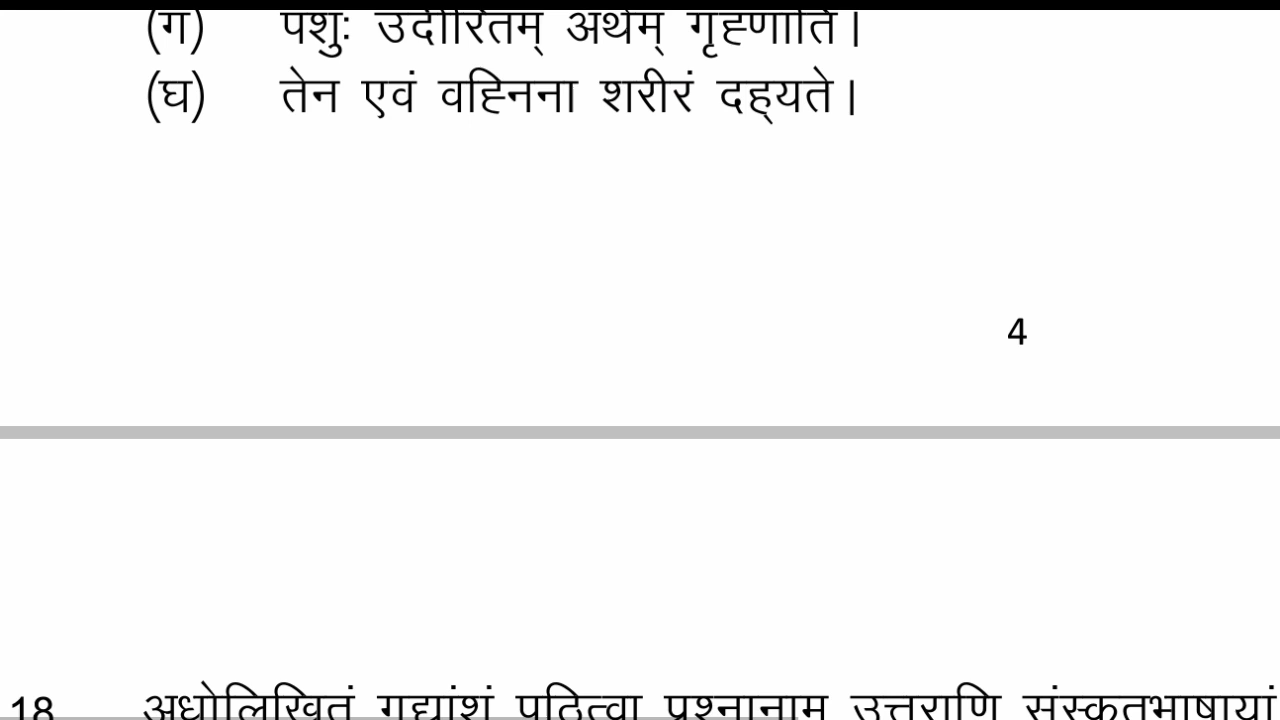 (ग) पशुः उदीरितम् अर्थम् गृह्णाति।
(घ) तेन एवं वह्निना शरीरं दह्यते।
4
18 अधोलिखितं गद्यांशं पठित्वा प्रश्नानाम् उत्तराणि संस्कृतभाषायां